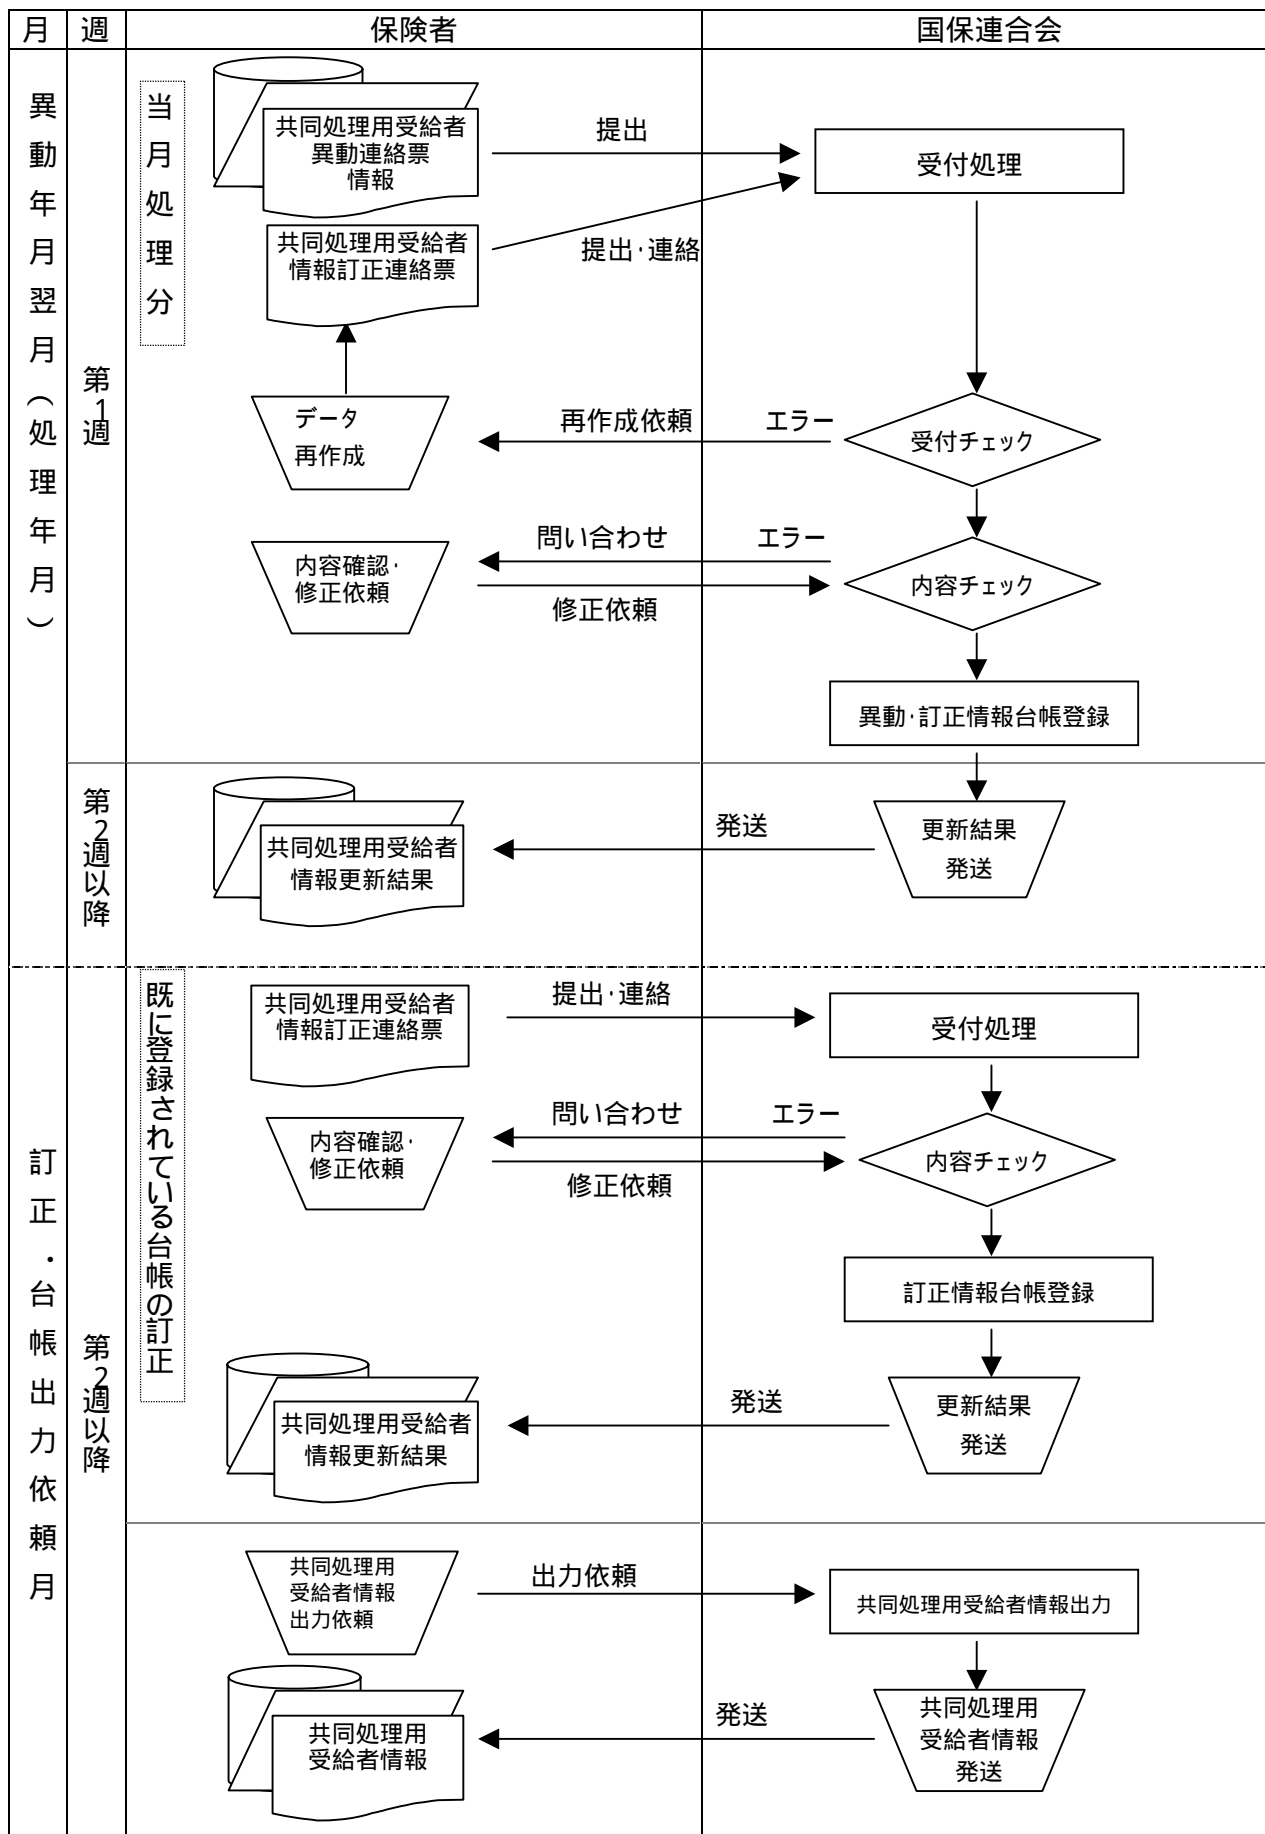 月
週
保険者
国保連合会
異動年月翌月（処理年月）
第1週
当月処理分
共同処理用受給者
異動連絡票
情報
提出
受付処理
共同処理用受給者
情報訂正連絡票
提出・連絡
データ
再作成
再作成依頼
エラー
受付チェック
内容確認・
修正依頼
問い合わせ
エラー
修正依頼
内容チェック
異動・訂正情報台帳登録
第2週以降
共同処理用受給者
情報更新結果
発送
更新結果
発送
訂正・台帳出力依頼月
第2週以降
既に登録されている台帳の訂正
共同処理用受給者
情報訂正連絡票
提出・連絡
受付処理
内容確認・
修正依頼
問い合わせ
エラー
修正依頼
内容チェック
訂正情報台帳登録
共同処理用受給者
情報更新結果
発送
更新結果
発送
共同処理用
受給者情報
出力依頼
出力依頼
共同処理用受給者情報出力
共同処理用
受給者情報
発送
共同処理用
受給者情報
発送